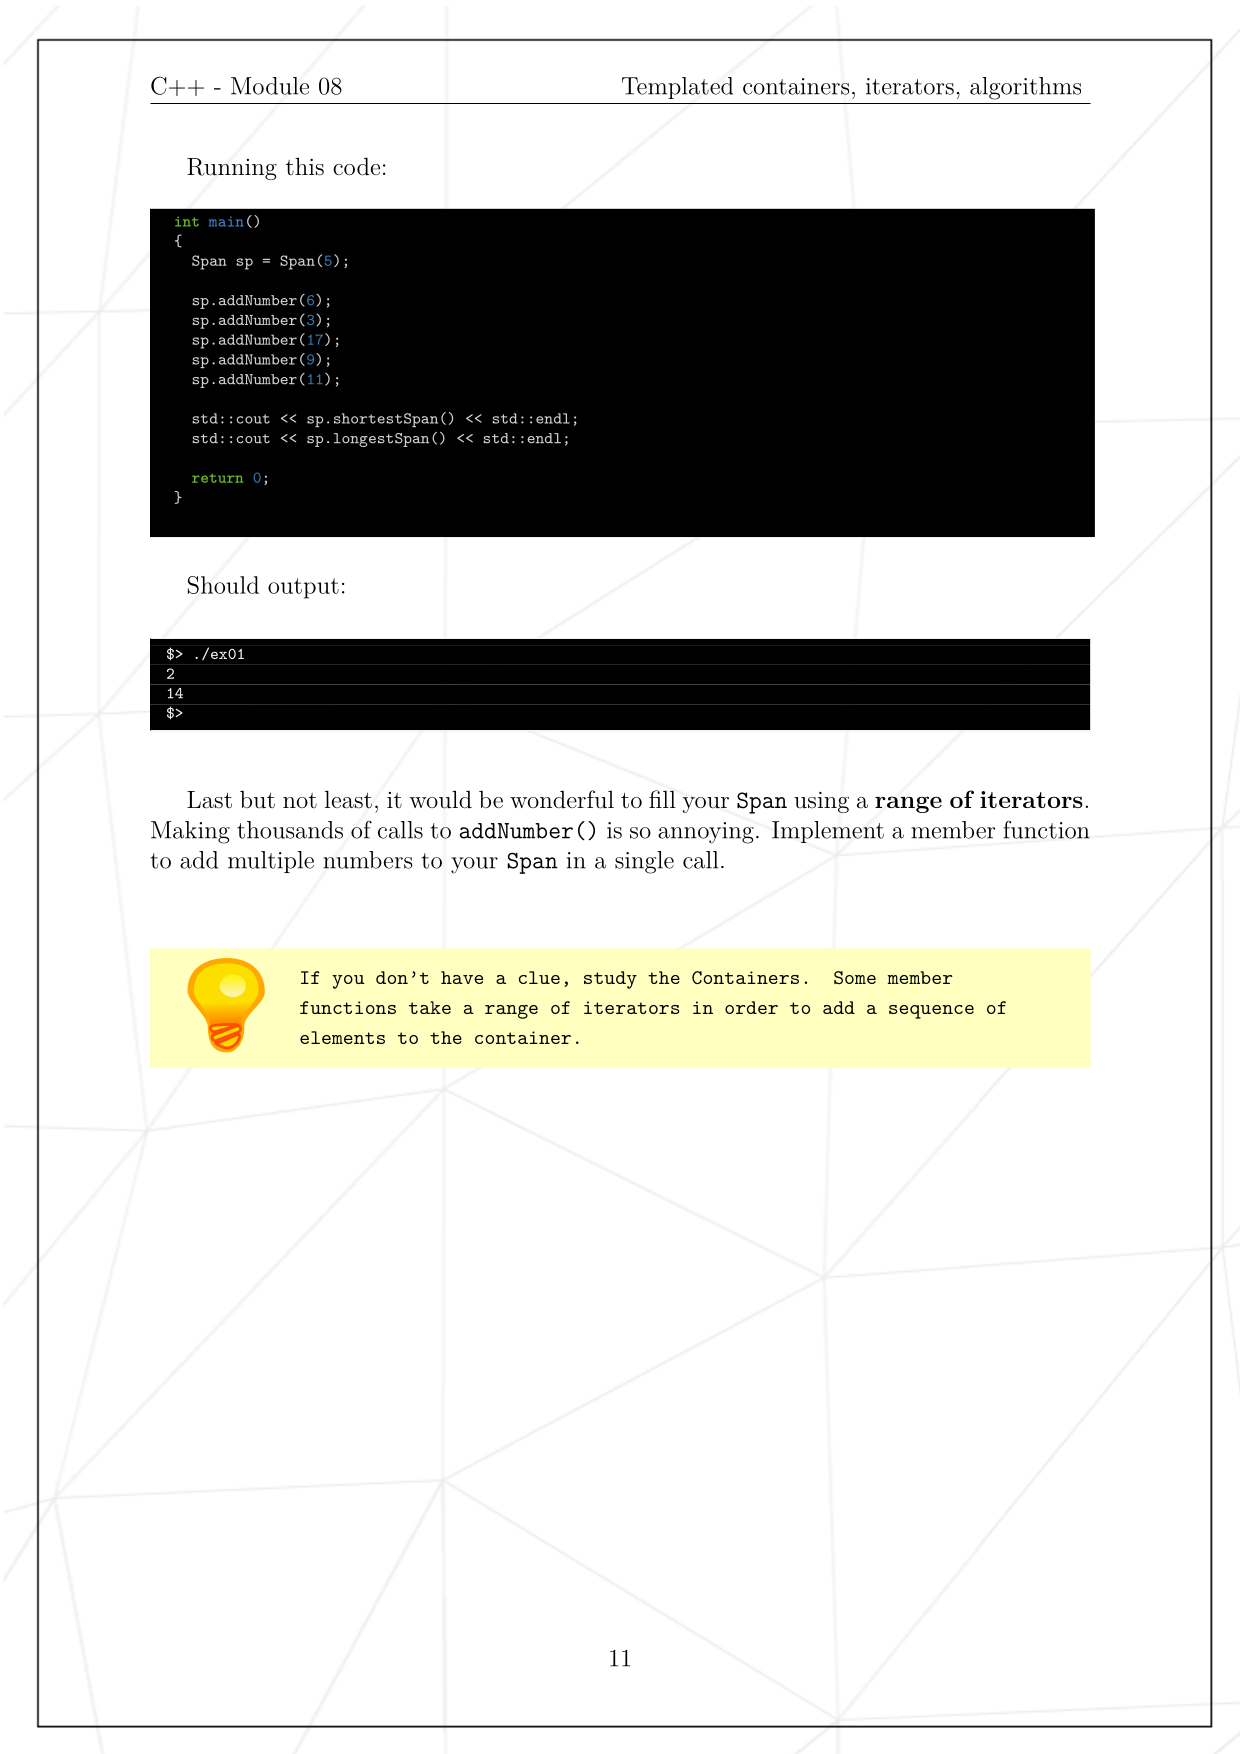 C++ - Module 08 Templated containers, iterators, algorithms
Running this code:
int main()
{
  Span sp = Span(5);

  sp.addNumber(6);
  sp.addNumber(3);
  sp.addNumber(17);
  sp.addNumber(9);
  sp.addNumber(11);

  std::cout << sp.shortestSpan() << std::endl;
  std::cout << sp.longestSpan() << std::endl;

  return 0;
}
Should output:
$> ./ex01
2
14
$>
Last but not least, it would be wonderful to fill your Span using a range of iterators.
Making thousands of calls to addNumber() is so annoying. Implement a member function
to add multiple numbers to your Span in a single call.
If you don't have a clue, study the Containers. Some member
functions take a range of iterators in order to add a sequence of
elements to the container.
11